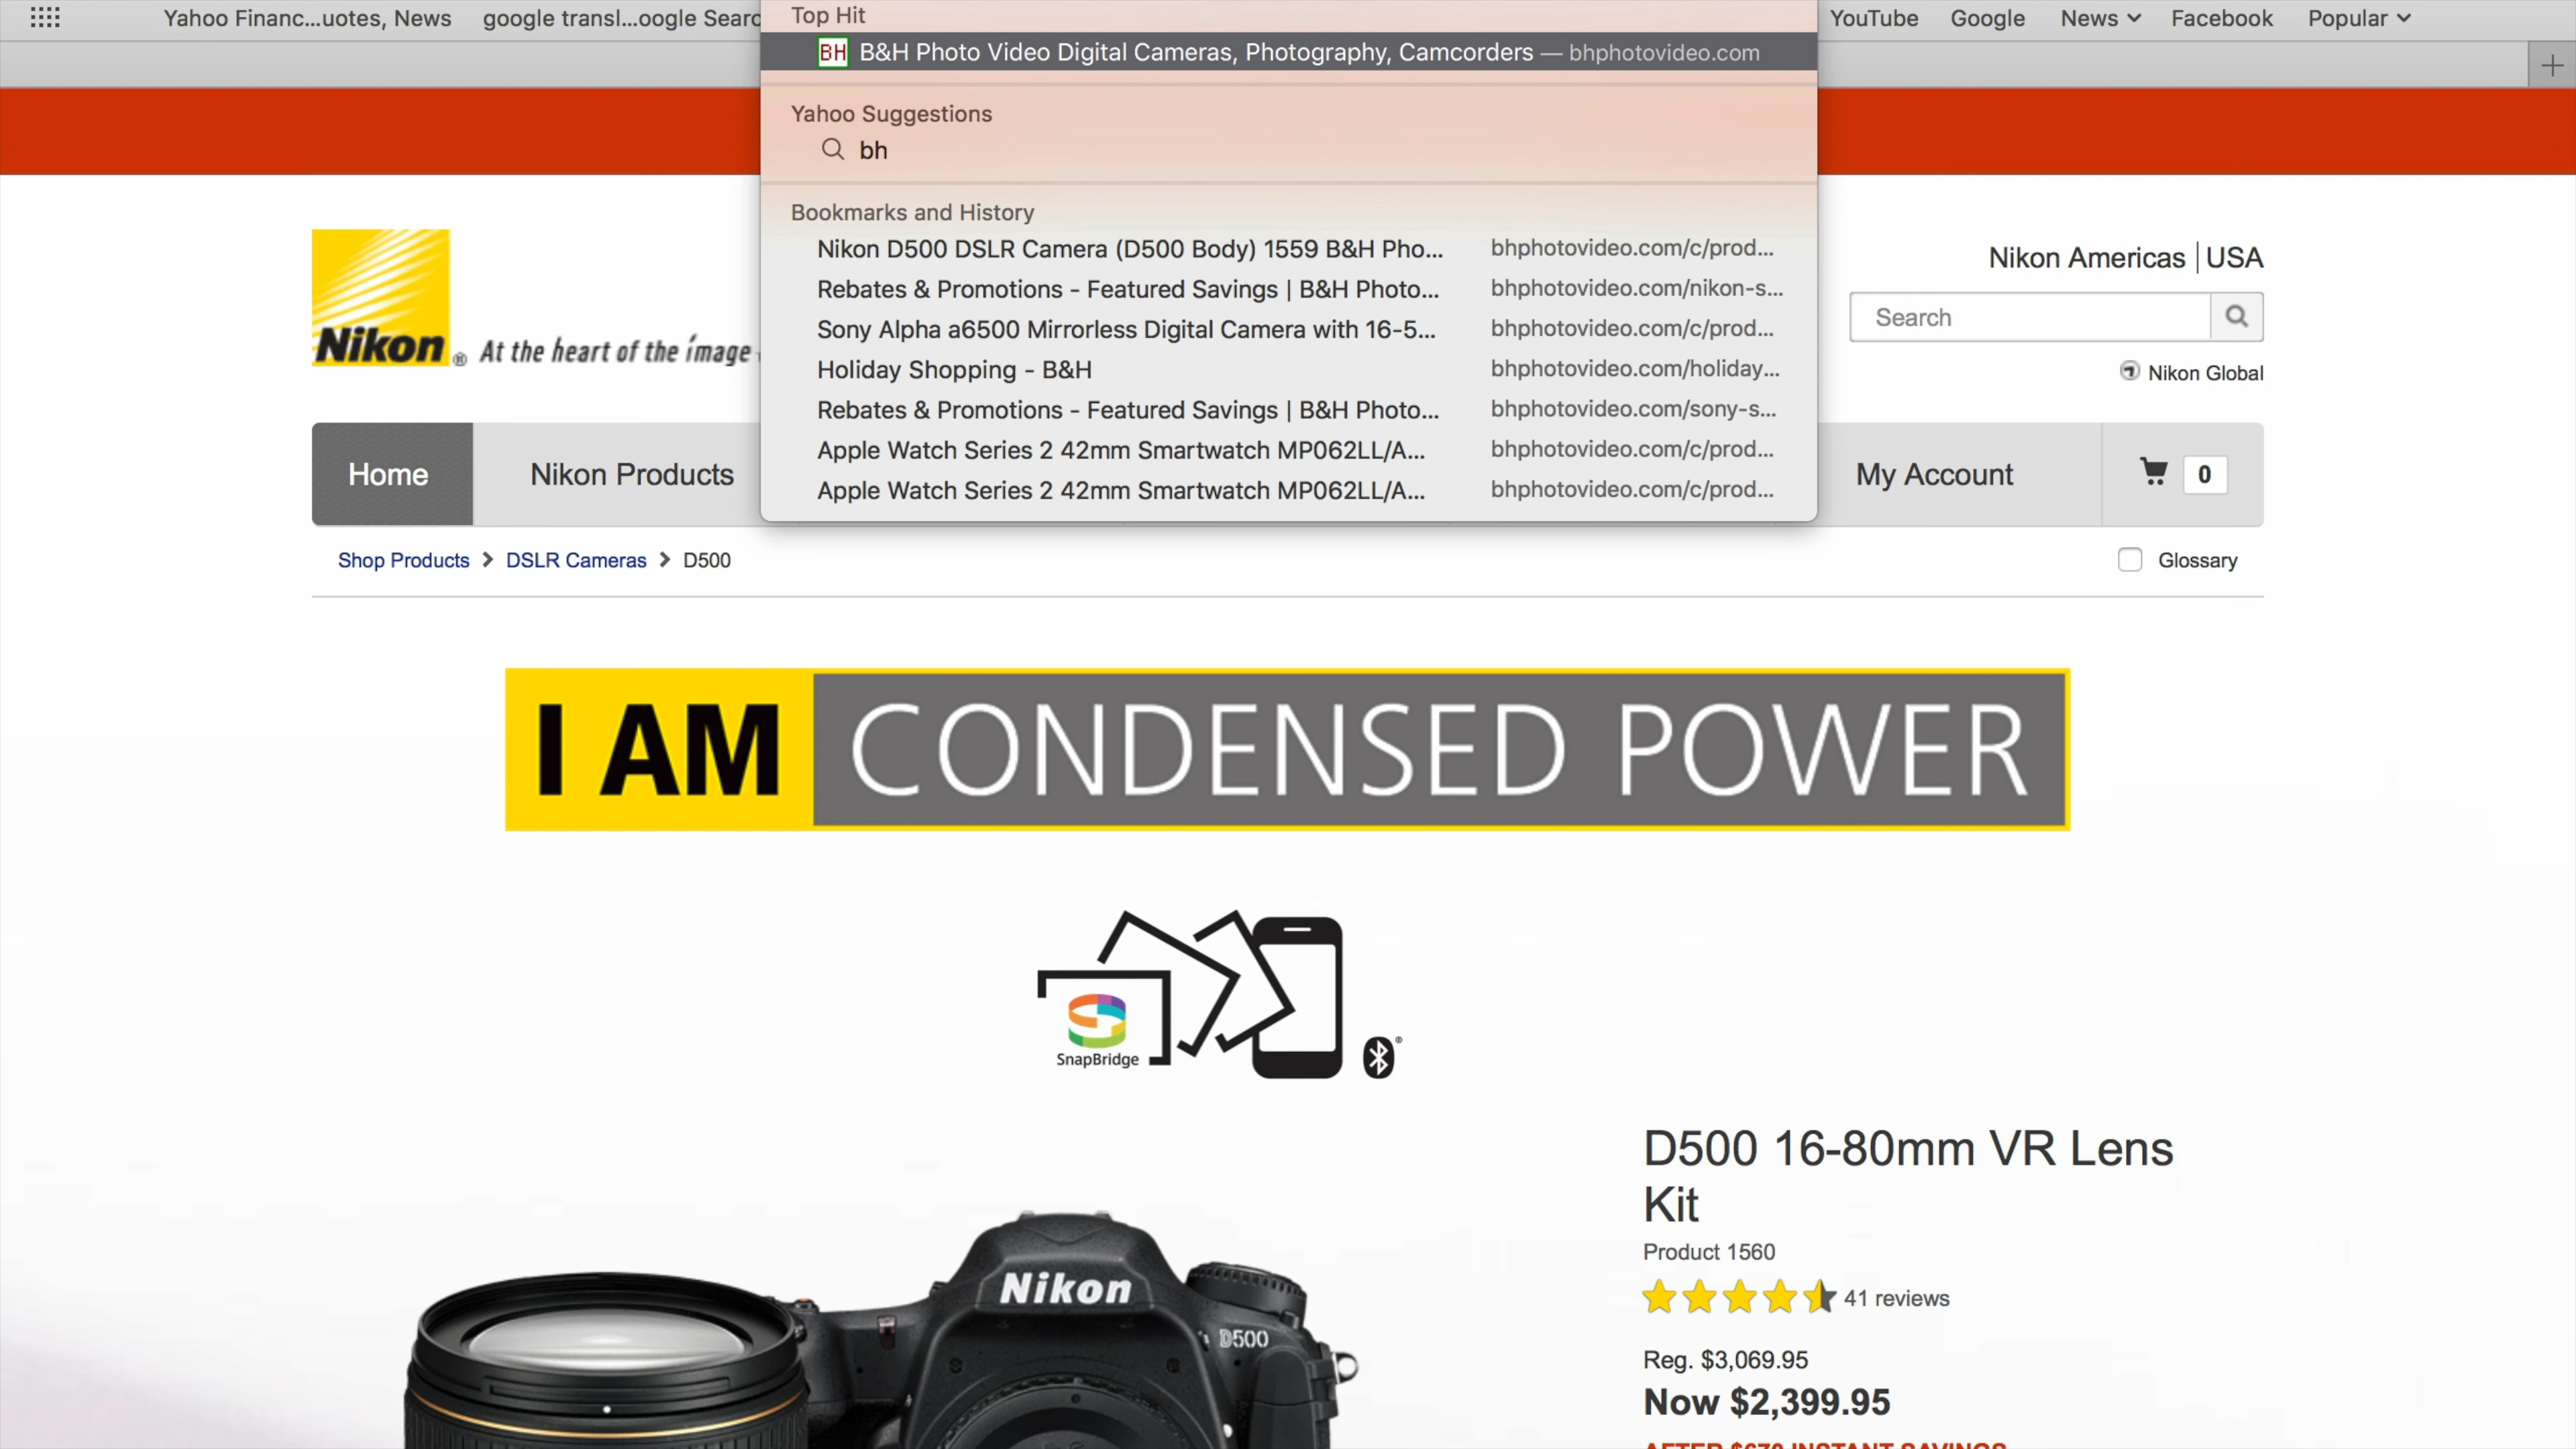 Yahoo Financ...uotes, News
google transl...oogle Searc
YouTube
Google
News
Facebook
Popular
Top Hit
BH B&H Photo Video Digital Cameras, Photography, Camcorders — bhphotovideo.com
Yahoo Suggestions
bh
Bookmarks and History
Nikon D500 DSLR Camera (D500 Body) 1559 B&H Pho... bhphotovideo.com/c/prod...
Rebates & Promotions - Featured Savings | B&H Photo... bhphotovideo.com/nikon-s...
Sony Alpha a6500 Mirrorless Digital Camera with 16-5... bhphotovideo.com/c/prod...
Holiday Shopping - B&H bhphotovideo.com/holiday...
Rebates & Promotions - Featured Savings | B&H Photo... bhphotovideo.com/sony-s...
Apple Watch Series 2 42mm Smartwatch MP062LL/A... bhphotovideo.com/c/prod...
Apple Watch Series 2 42mm Smartwatch MP062LL/A... bhphotovideo.com/c/prod...
Nikon® At the heart of the image
Nikon Americas | USA
Search
Nikon Global
Home
Nikon Products
My Account
0
Shop Products > DSLR Cameras > D500
Glossary
I AM CONDENSED POWER
SnapBridge
D500 16-80mm VR Lens
Kit
Product 1560
41 reviews
Nikon
D500
Reg. $3,069.95
Now $2,399.95
AFTER $670 INSTANT SAVINGS